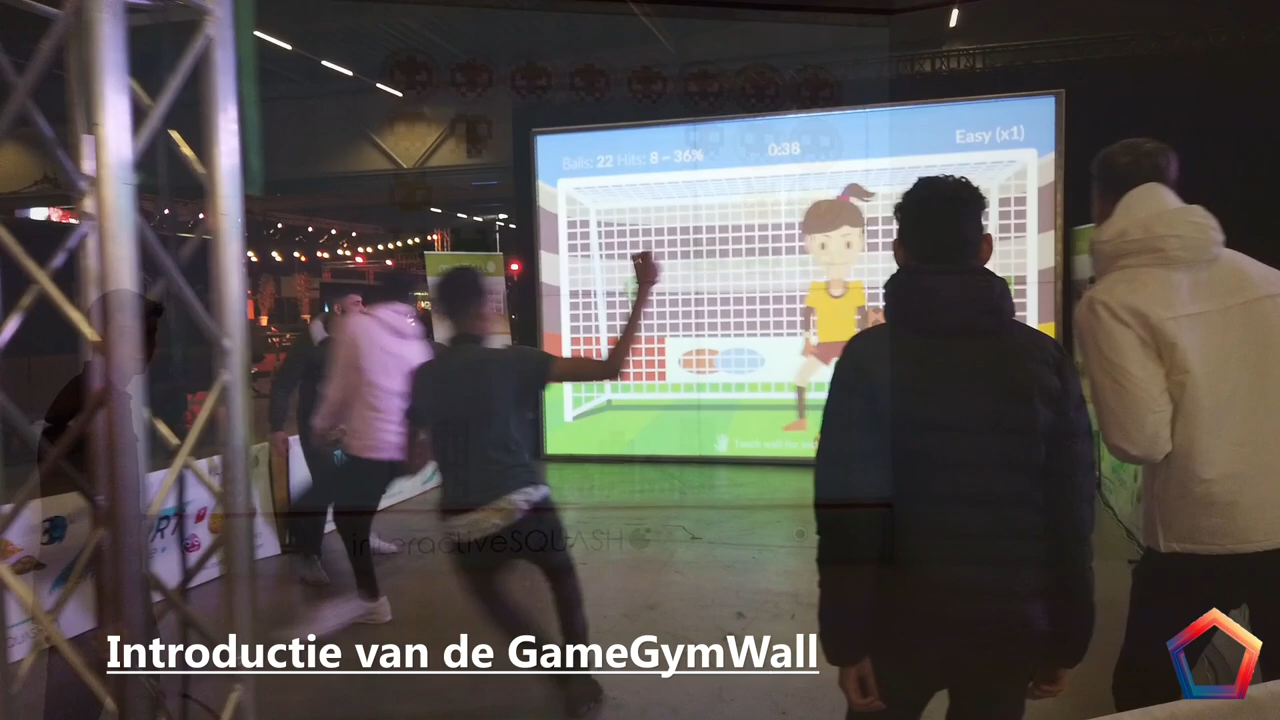 Easy (x1)
Balls: 22 Hits: 8 – 36%
0:38
interactiveSQUASH
Introductie van de GameGymWall